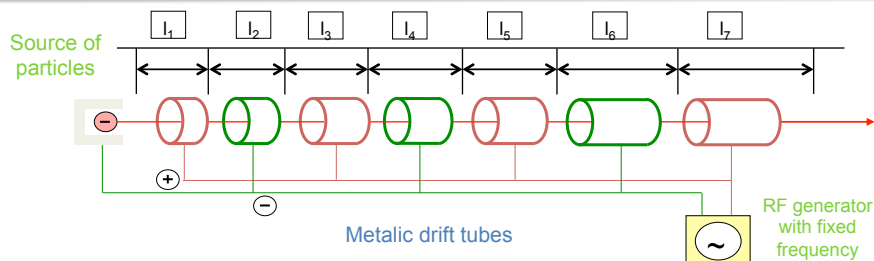 l1 l2 l3 l4 l5 l6 l7
Source of
particles
−
+
−
Metalic drift tubes
~
RF generator
with fixed
frequency